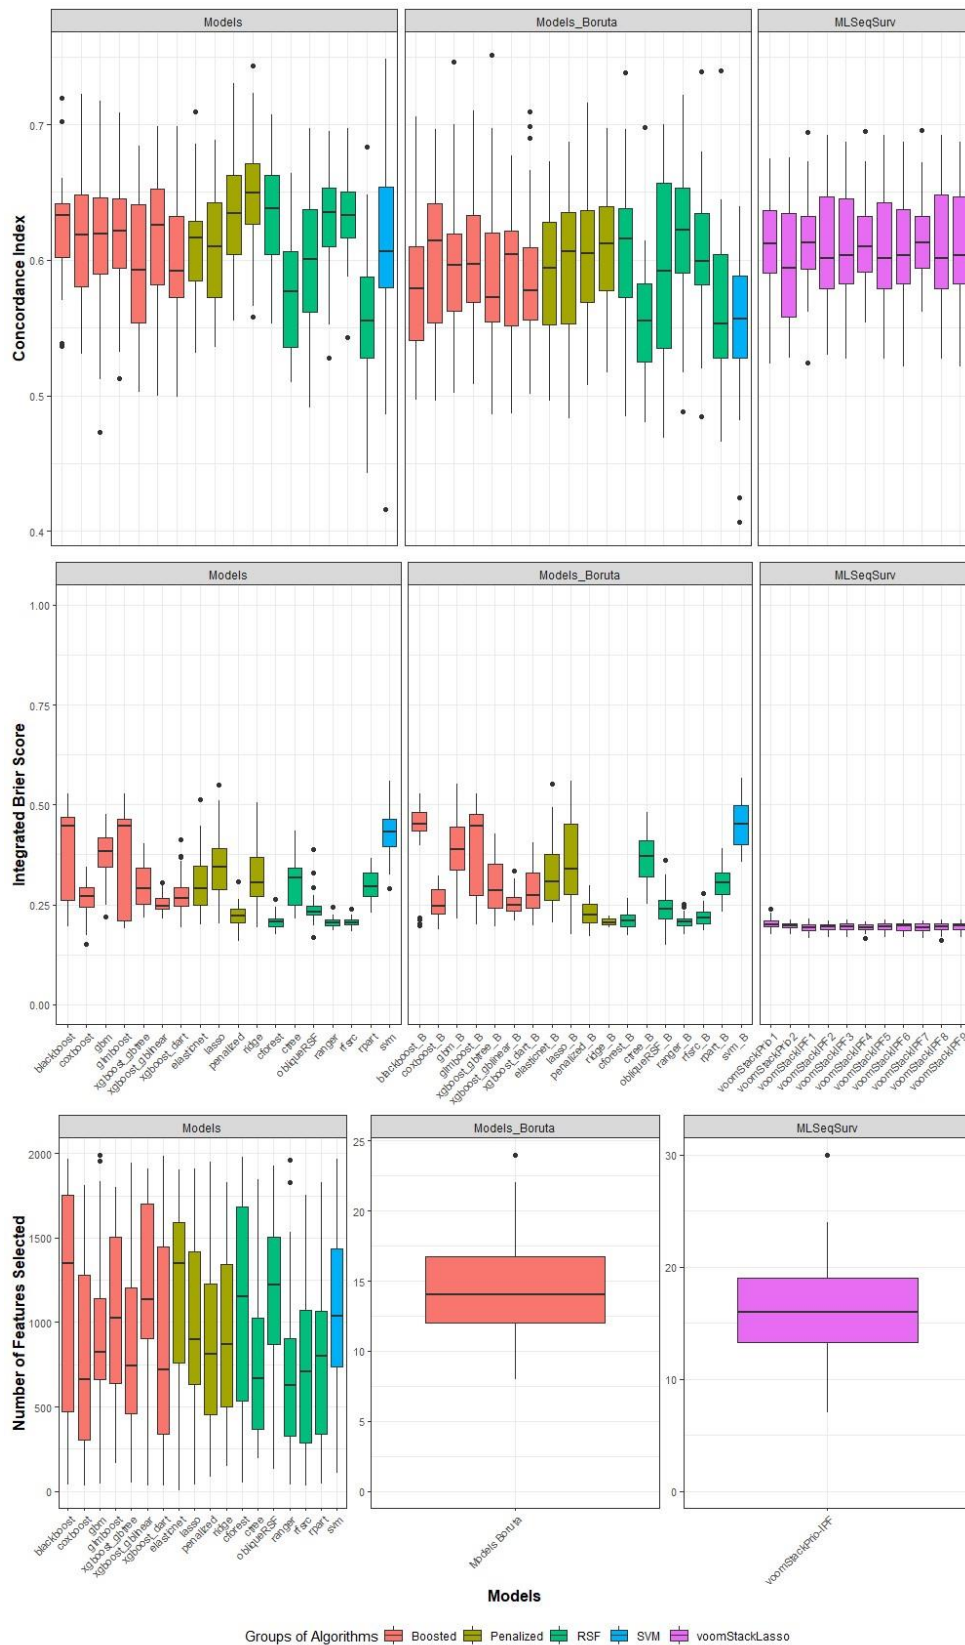 Models
Models_Boruta
MLSeqSurv
Concordance Index
0.7
0.6
0.5
0.4
Models
Models_Boruta
MLSeqSurv
Integrated Brier Score
1.00
0.75
0.50
0.25
0.00
blackboost
coxboost
gbm
glmboost
xgboost_gbtree
xgboost_gblinear
xgboost_dart
elasticnet
lasso
penalized
ridge
cforest
ctree
obliqueRSF
ranger
rfsrc
rpart
svm
blackboost_B
coxboost_B
gbm_B
glmboost_B
xgboost_gbtree_B
xgboost_gblinear_B
xgboost_dart_B
elasticnet_B
lasso_B
penalized_B
ridge_B
cforest_B
ctree_B
obliqueRSF_B
ranger_B
rfsrc_B
rpart_B
svm_B
voomStackPrio1
voomStackPrio2
voomStackIPF1
voomStackIPF2
voomStackIPF3
voomStackIPF4
voomStackIPF5
voomStackIPF6
voomStackIPF7
voomStackIPF8
voomStackIPF9
Models
Models_Boruta
MLSeqSurv
Number of Features Selected
2000
1500
1000
500
0
25
20
15
10
5
0
30
20
10
0
blackboost
coxboost
gbm
glmboost
xgboost_gbtree
xgboost_gblinear
xgboost_dart
elasticnet
lasso
penalized
ridge
cforest
ctree
obliqueRSF
ranger
rfsrc
rpart
svm
Models Boruta
voomStackPrio-IPF
Models
Groups of Algorithms Boosted Penalized RSF SVM voomStackLasso